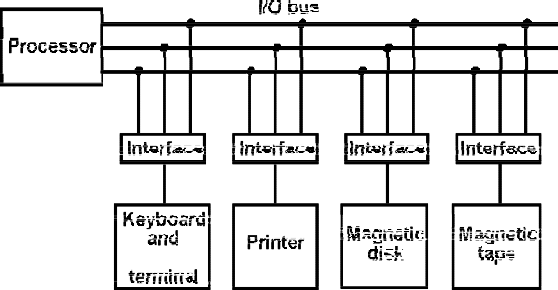 I/O bus
Processor
Interface Interface Interface Interface
Keyboard
and
terminal
Printer
Magnetic
disk
Magnetic
tape